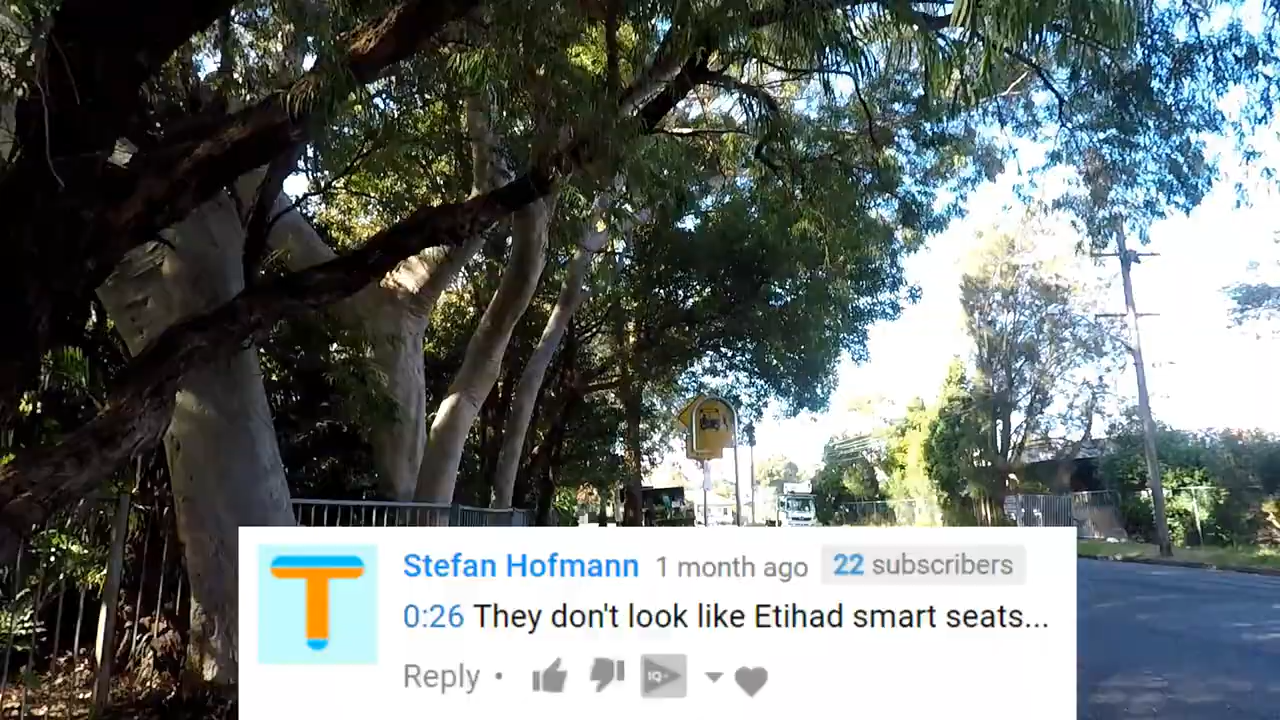 Stefan Hofmann 1 month ago 22 subscribers
0:26 They don't look like Etihad smart seats...
Reply •